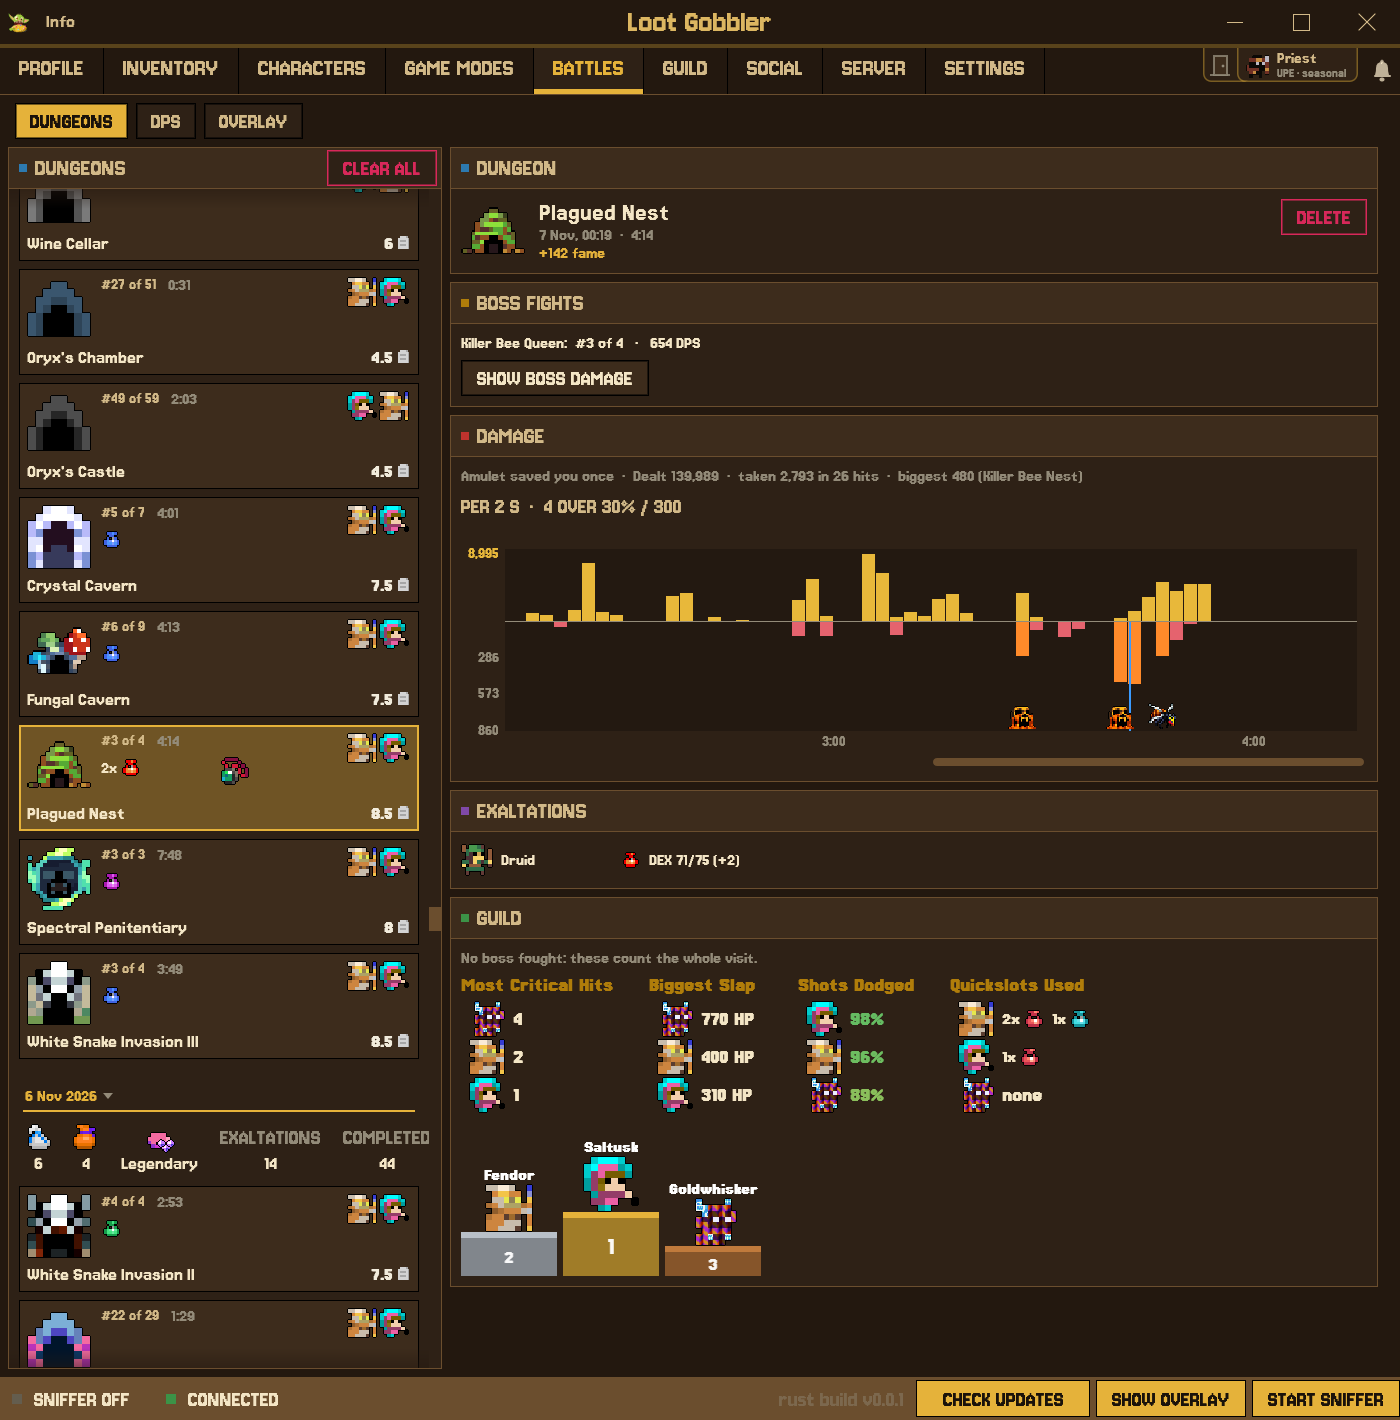 Info
Loot Gobbler
PROFILE
INVENTORY
CHARACTERS
GAME MODES
BATTLES
GUILD
SOCIAL
SERVER
SETTINGS
Priest
UPE · seasonal
DUNGEONS
DPS
OVERLAY
DUNGEONS
CLEAR ALL
Wine Cellar
6
#27 of 51 0:31
Oryx's Chamber
4.5
#49 of 59 2:03
Oryx's Castle
4.5
#5 of 7 4:01
Crystal Cavern
7.5
#6 of 9 4:13
Fungal Cavern
7.5
#3 of 4 4:14
2x
Plagued Nest
8.5
#3 of 3 7:48
Spectral Penitentiary
8
#3 of 4 3:49
White Snake Invasion III
8.5
6 Nov 2026
EXALTATIONS
COMPLETED
6
4
Legendary
14
44
#4 of 4 2:53
White Snake Invasion II
7.5
#22 of 29 1:29
DUNGEON
Plagued Nest
7 Nov, 00:19 · 4:14
+142 fame
DELETE
BOSS FIGHTS
Killer Bee Queen: #3 of 4 · 654 DPS
SHOW BOSS DAMAGE
DAMAGE
Amulet saved you once · Dealt 139,989 · taken 2,793 in 26 hits · biggest 480 (Killer Bee Nest)
PER 2 S · 4 OVER 30% / 300
8,995
286
573
860
3:00
4:00
EXALTATIONS
Druid
DEX 71/75 (+2)
GUILD
No boss fought: these count the whole visit.
Most Critical Hits
Biggest Slap
Shots Dodged
Quickslots Used
4
770 HP
98%
2x 1x
2
400 HP
96%
1x
1
310 HP
89%
none
Saltusk
Fendor
Goldwhisker
1
2
3
SNIFFER OFF
CONNECTED
rust build v0.0.1
CHECK UPDATES
SHOW OVERLAY
START SNIFFER